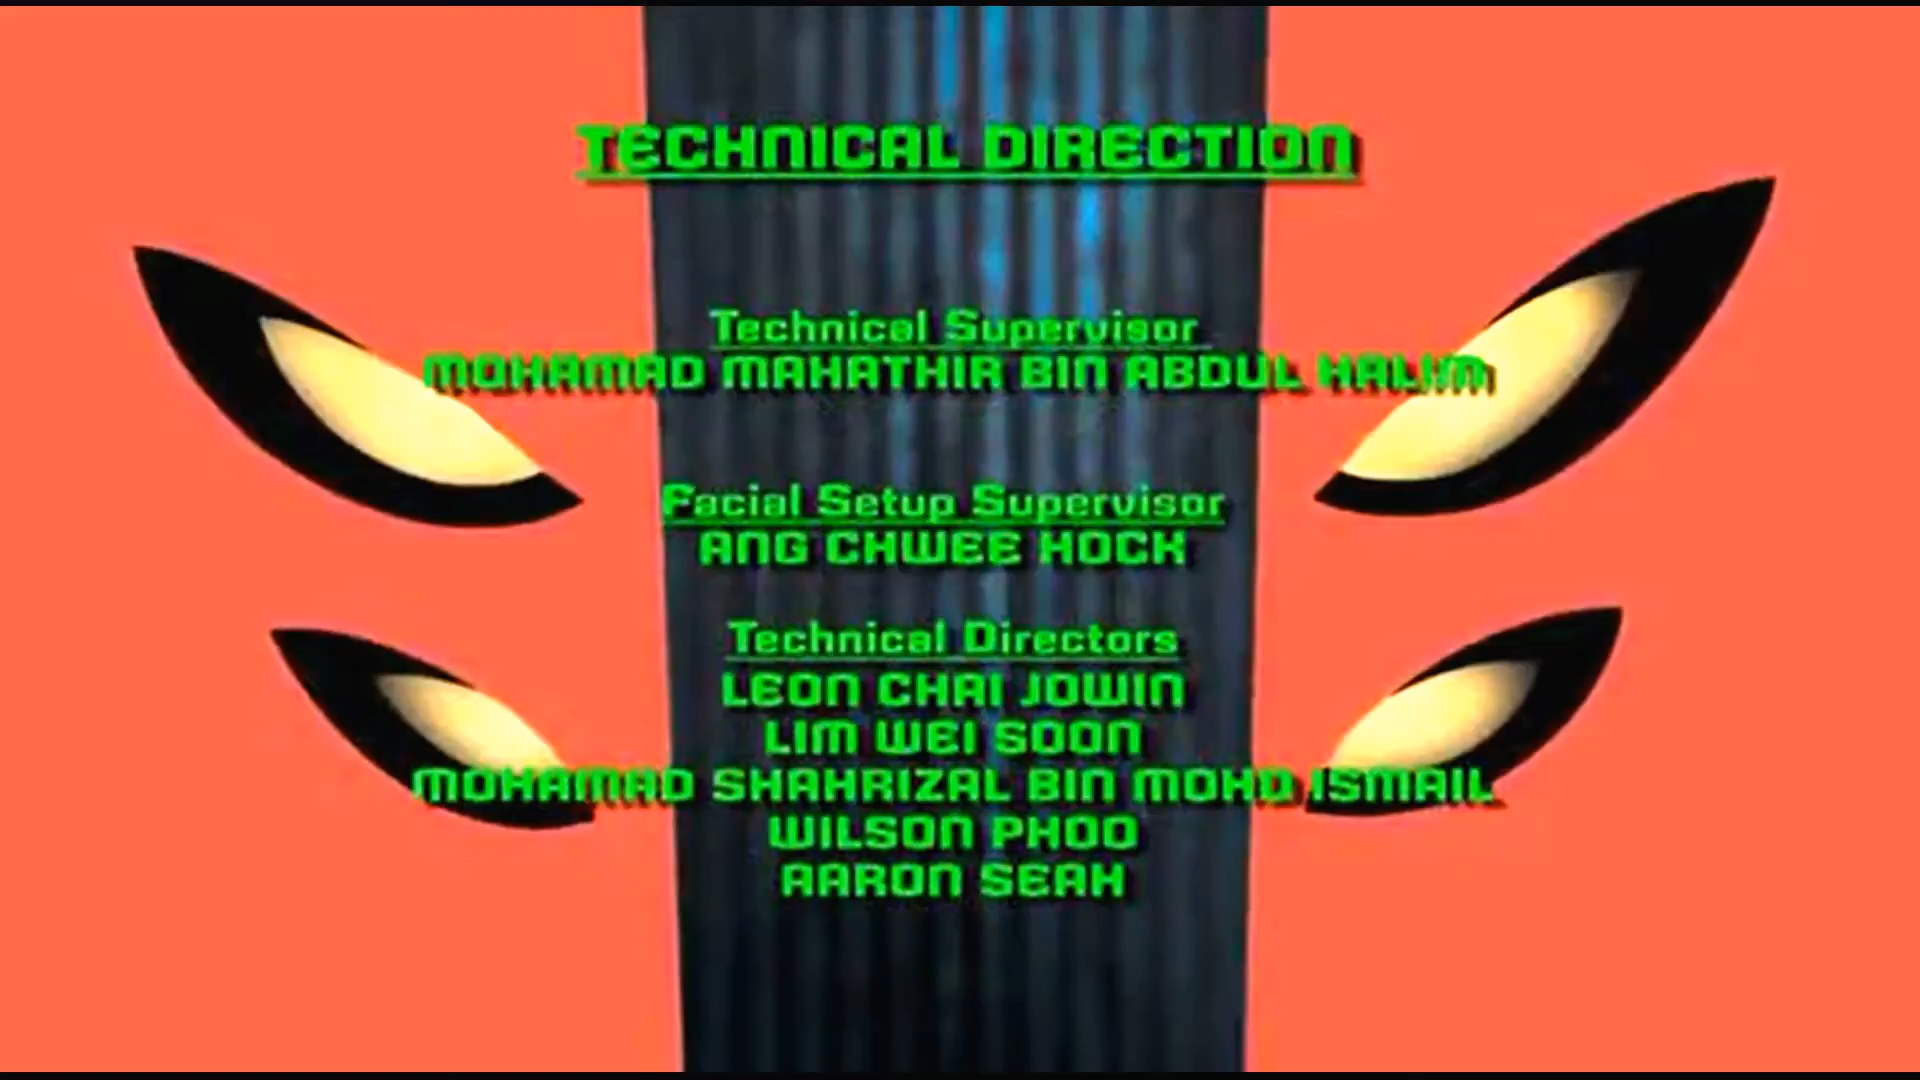 TECHNICAL DIRECTION
Technical Supervisor
MOHAMAD MAHATHIR BIN ABDUL HALIM
Facial Setup Supervisor
ANG CHWEE HOCK
Technical Directors
LEON CHAI JOWIN
LIM WEI SOON
MOHAMAD SHAHRIZAL BIN MOHD ISMAIL
WILSON PHOO
AARON SEAH